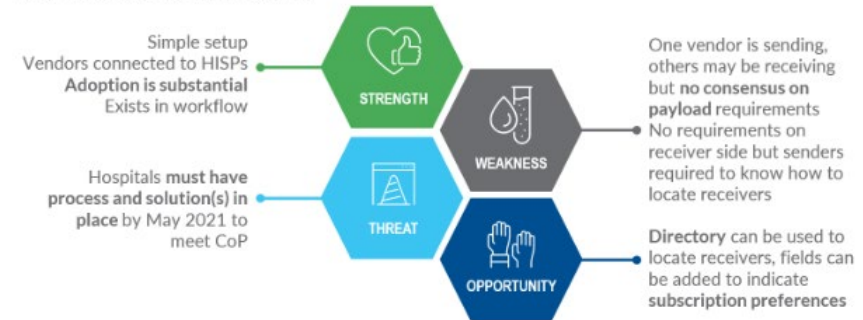 Simple setup
Vendors connected to HISPs
Adoption is substantial
Exists in workflow
STRENGTH
One vendor is sending,
others may be receiving
but no consensus on
payload requirements
No requirements on
receiver side but senders
required to know how to
locate receivers
WEAKNESS
Hospitals must have
process and solution(s) in
place by May 2021 to
meet CoP
THREAT
Directory can be used to
locate receivers, fields can
be added to indicate
subscription preferences
OPPORTUNITY